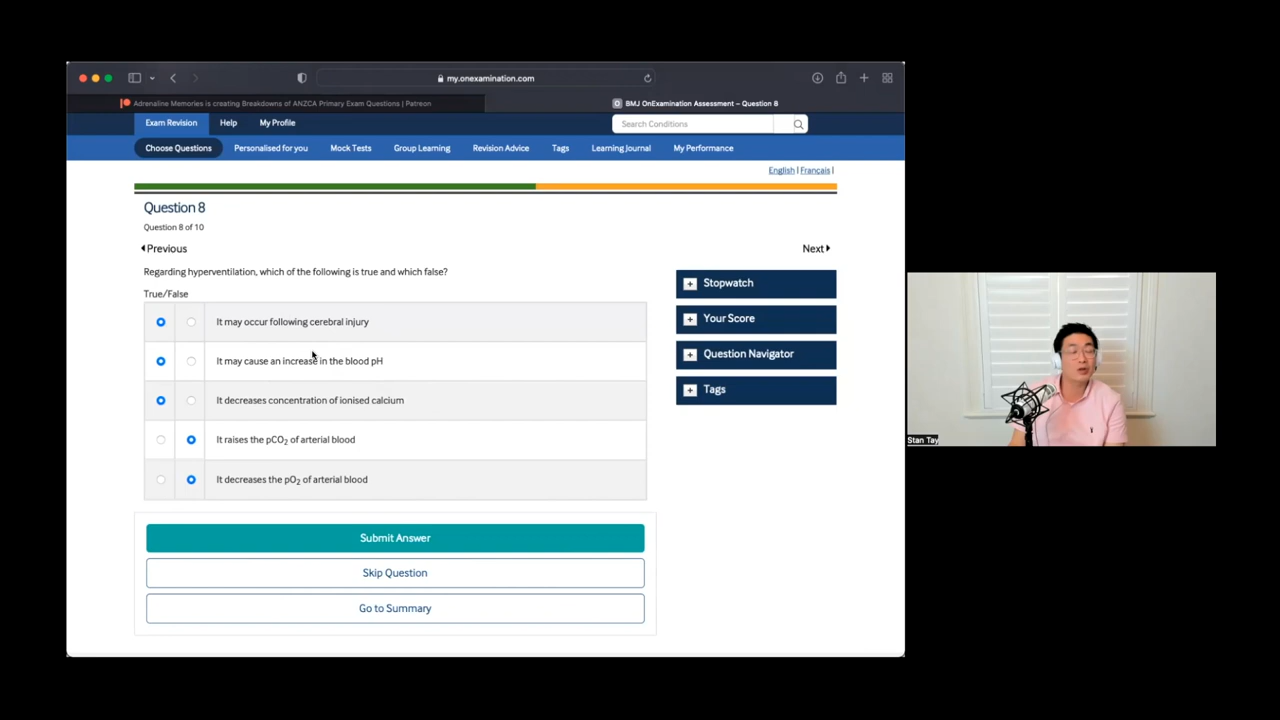 my.onexamination.com
Adrenaline Memories is creating Breakdowns of ANZCA Primary Exam Questions | Patreon
BMJ OnExamination Assessment – Question 8
Exam Revision Help My Profile
Search Conditions
Choose Questions Personalised for you Mock Tests Group Learning Revision Advice Tags Learning Journal My Performance
English | Français |
Question 8
Question 8 of 10
Previous
Next
Regarding hyperventilation, which of the following is true and which false?
True/False
It may occur following cerebral injury
It may cause an increase in the blood pH
It decreases concentration of ionised calcium
It raises the pCO2 of arterial blood
It decreases the pO2 of arterial blood
Submit Answer
Skip Question
Go to Summary
Stopwatch
Your Score
Question Navigator
Tags
Stan Tay